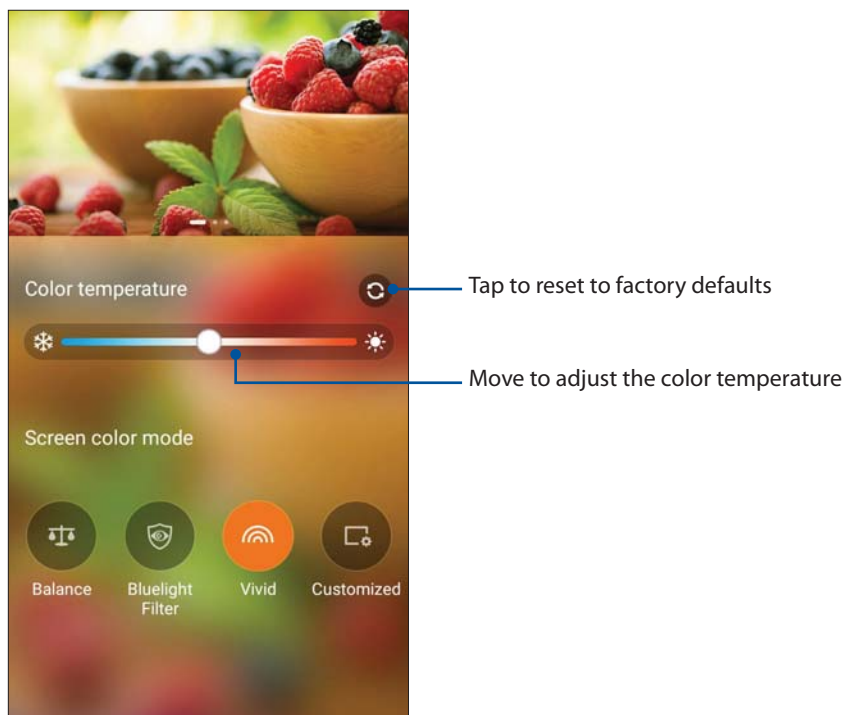 Color temperature
Tap to reset to factory defaults
Move to adjust the color temperature
Screen color mode
Balance
Bluelight
Filter
Vivid
Customized